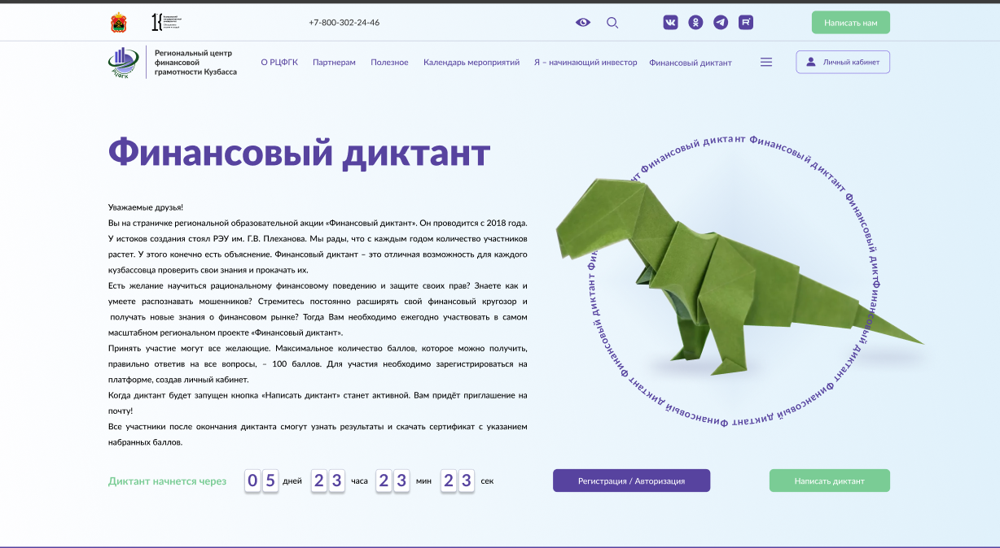 +7-800-302-24-46
Написать нам
РЦФГК
Региональный центр
финансовой
грамотности Кузбасса
О РЦФГК
Партнерам
Полезное
Календарь мероприятий
Я – начинающий инвестор
Финансовый диктант
Личный кабинет
Финансовый диктант
Уважаемые друзья!
Вы на страничке региональной образовательной акции «Финансовый диктант». Он проводится с 2018 года.
У истоков создания стоял РЭУ им. Г.В. Плеханова. Мы рады, что с каждым годом количество участников
растет. У этого конечно есть объяснение. Финансовый диктант – это отличная возможность для каждого
кузбассовца проверить свои знания и прокачать их.
Есть желание научиться рациональному финансовому поведению и защите своих прав? Знаете как и
умеете распознавать мошенников? Стремитесь постоянно расширять свой финансовый кругозор и
получать новые знания о финансовом рынке? Тогда Вам необходимо ежегодно участвовать в самом
масштабном региональном проекте «Финансовый диктант».
Принять участие могут все желающие. Максимальное количество баллов, которое можно получить,
правильно ответив на все вопросы, – 100 баллов. Для участия необходимо зарегистрироваться на
платформе, создав личный кабинет.
Когда диктант будет запущен кнопка «Написать диктант» станет активной. Вам придёт приглашение на
почту!
Все участники после окончания диктанта смогут узнать результаты и скачать сертификат с указанием
набранных баллов.
Финансовый диктант Финансовый диктант Финансовый диктант Финансовый диктант Финансовый диктант Финансовый диктант Финансовый диктант Финансовый диктант Фин
нт
Диктант начнется через
05 дней 23 часа 23 мин 23 сек
Регистрация / Авторизация
Написать диктант